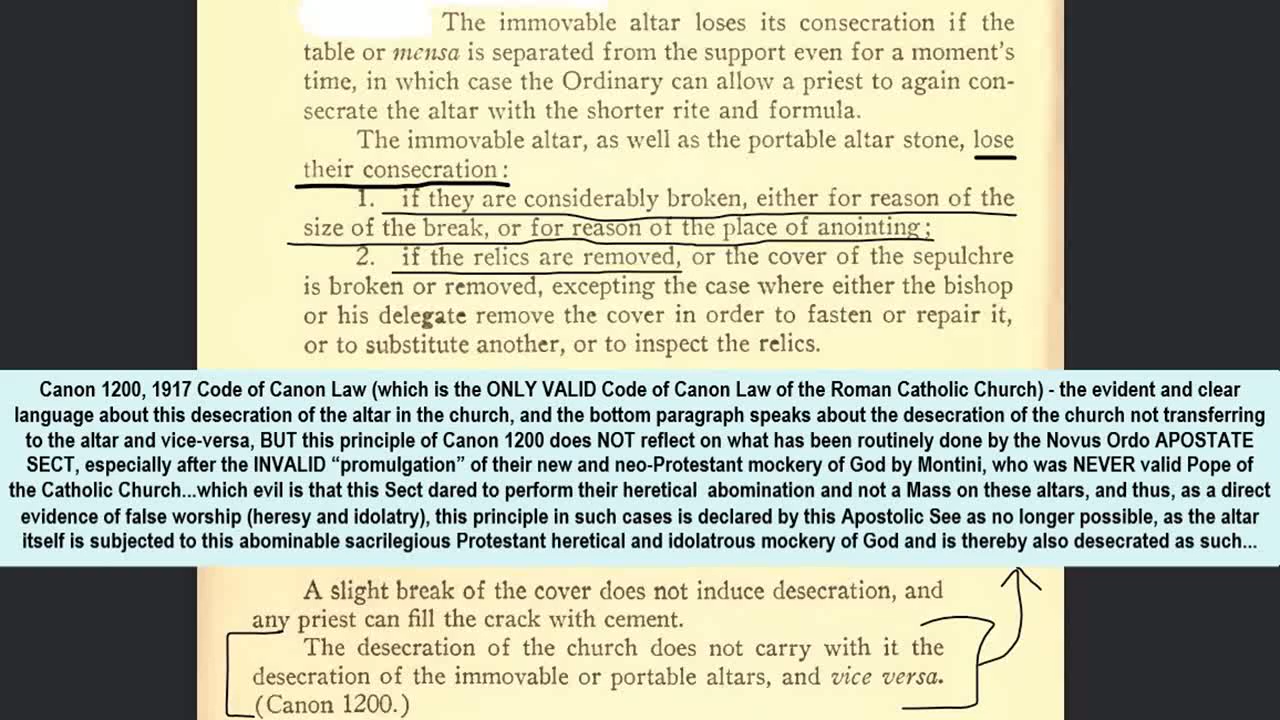 The immovable altar loses its consecration if the
table or mensa is separated from the support even for a moment's
time, in which case the Ordinary can allow a priest to again con-
secrate the altar with the shorter rite and formula.
The immovable altar, as well as the portable altar stone, lose
their consecration:
1. if they are considerably broken, either for reason of the
size of the break, or for reason of the place of anointing;
2. if the relics are removed, or the cover of the sepulchre
is broken or removed, excepting the case where either the bishop
or his delegate remove the cover in order to fasten or repair it,
or to substitute another, or to inspect the relics.
Canon 1200, 1917 Code of Canon Law (which is the ONLY VALID Code of Canon Law of the Roman Catholic Church) - the evident and clear
language about this desecration of the altar in the church, and the bottom paragraph speaks about the desecration of the church not transferring
to the altar and vice-versa, BUT this principle of Canon 1200 does NOT reflect on what has been routinely done by the Novus Ordo APOSTATE
SECT, especially after the INVALID “promulgation” of their new and neo-Protestant mockery of God by Montini, who was NEVER valid Pope of
the Catholic Church...which evil is that this Sect dared to perform their heretical abomination and not a Mass on these altars, and thus, as a direct
evidence of false worship (heresy and idolatry), this principle in such cases is declared by this Apostolic See as no longer possible, as the altar
itself is subjected to this abominable sacrilegious Protestant heretical and idolatrous mockery of God and is thereby also desecrated as such...
A slight break of the cover does not induce desecration, and
any priest can fill the crack with cement.
The desecration of the church does not carry with it the
desecration of the immovable or portable altars, and vice versa.
(Canon 1200.)